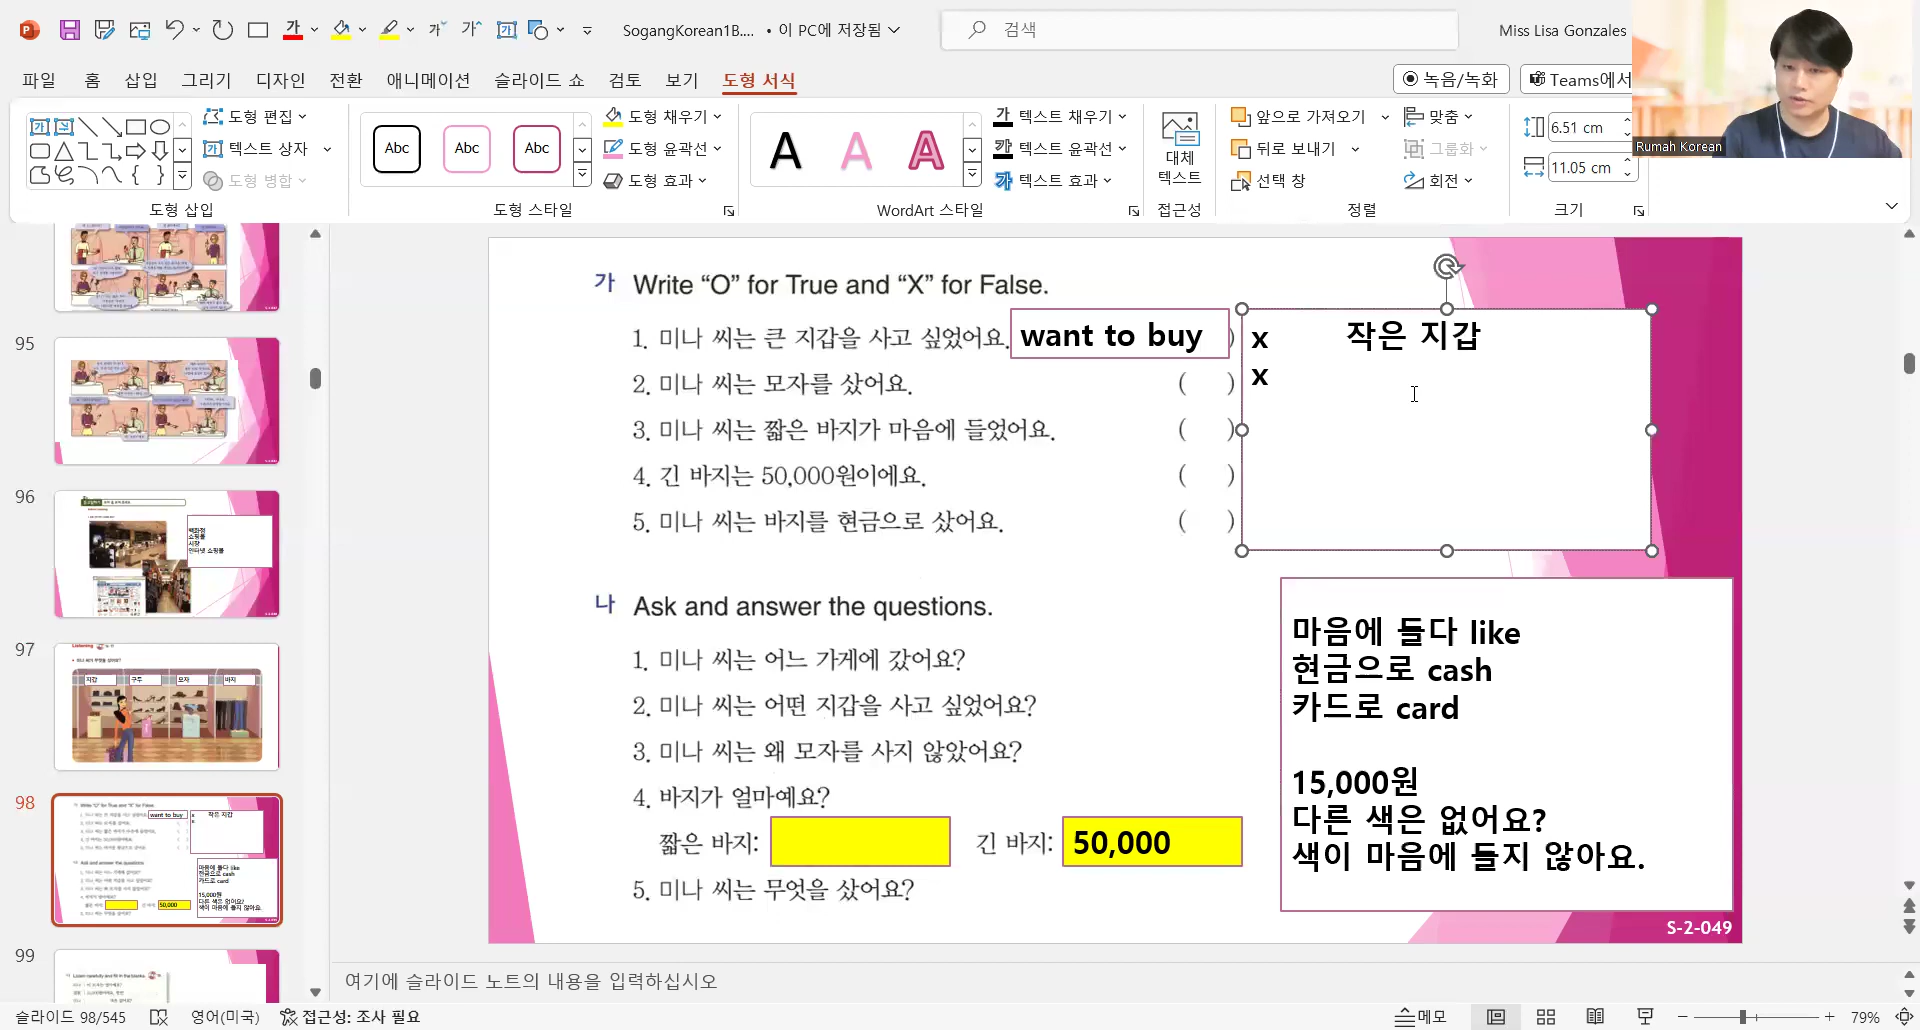 SogangKorean1B.... • 이 PC에 저장됨
검색
Miss Lisa Gonzales
파일 홈 삽입 그리기 디자인 전환 애니메이션 슬라이드 쇼 검토 보기 도형 서식
녹음/녹화
Teams에서
Rumah Korean
도형 편집
텍스트 상자
도형 병합
도형 삽입
Abc Abc Abc
도형 채우기
도형 윤곽선
도형 효과
도형 스타일
A A A
텍스트 채우기
텍스트 윤곽선
텍스트 효과
WordArt 스타일
대체 텍스트
접근성
앞으로 가져오기
뒤로 보내기
선택 창
맞춤
그룹화
회전
정렬
6.51 cm
11.05 cm
크기
95
96
97
98
99
가 Write “O” for True and “X” for False.
1. 미나 씨는 큰 지갑을 사고 싶었어요. want to buy )
2. 미나 씨는 모자를 샀어요. ( )
3. 미나 씨는 짧은 바지가 마음에 들었어요. ( )
4. 긴 바지는 50,000원이에요. ( )
5. 미나 씨는 바지를 현금으로 샀어요. ( )
x 작은 지갑
x
나 Ask and answer the questions.
1. 미나 씨는 어느 가게에 갔어요?
2. 미나 씨는 어떤 지갑을 사고 싶었어요?
3. 미나 씨는 왜 모자를 사지 않았어요?
4. 바지가 얼마예요?
짧은 바지: 긴 바지: 50,000
5. 미나 씨는 무엇을 샀어요?
마음에 들다 like
현금으로 cash
카드로 card
15,000원
다른 색은 없어요?
색이 마음에 들지 않아요.
S-2-049
여기에 슬라이드 노트의 내용을 입력하십시오
슬라이드 98/545 영어(미국) 접근성: 조사 필요
메모
79%